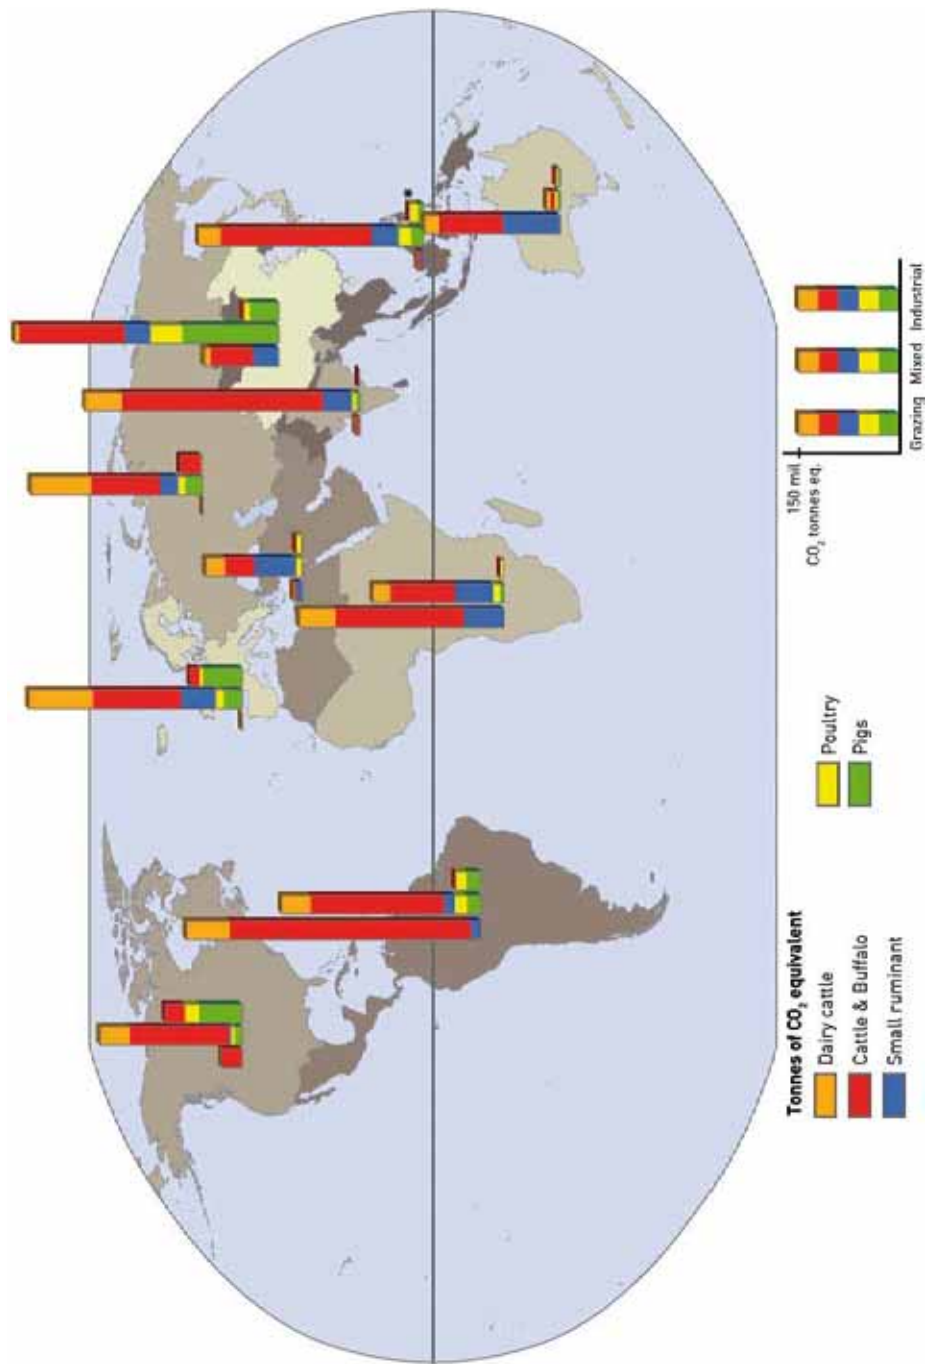 Tonnes of CO₂ equivalent
Dairy cattle
Cattle & Buffalo
Small ruminant
Poultry
Pigs
150 mil
CO₂ tonnes eq.
Grazing Mixed Industrial